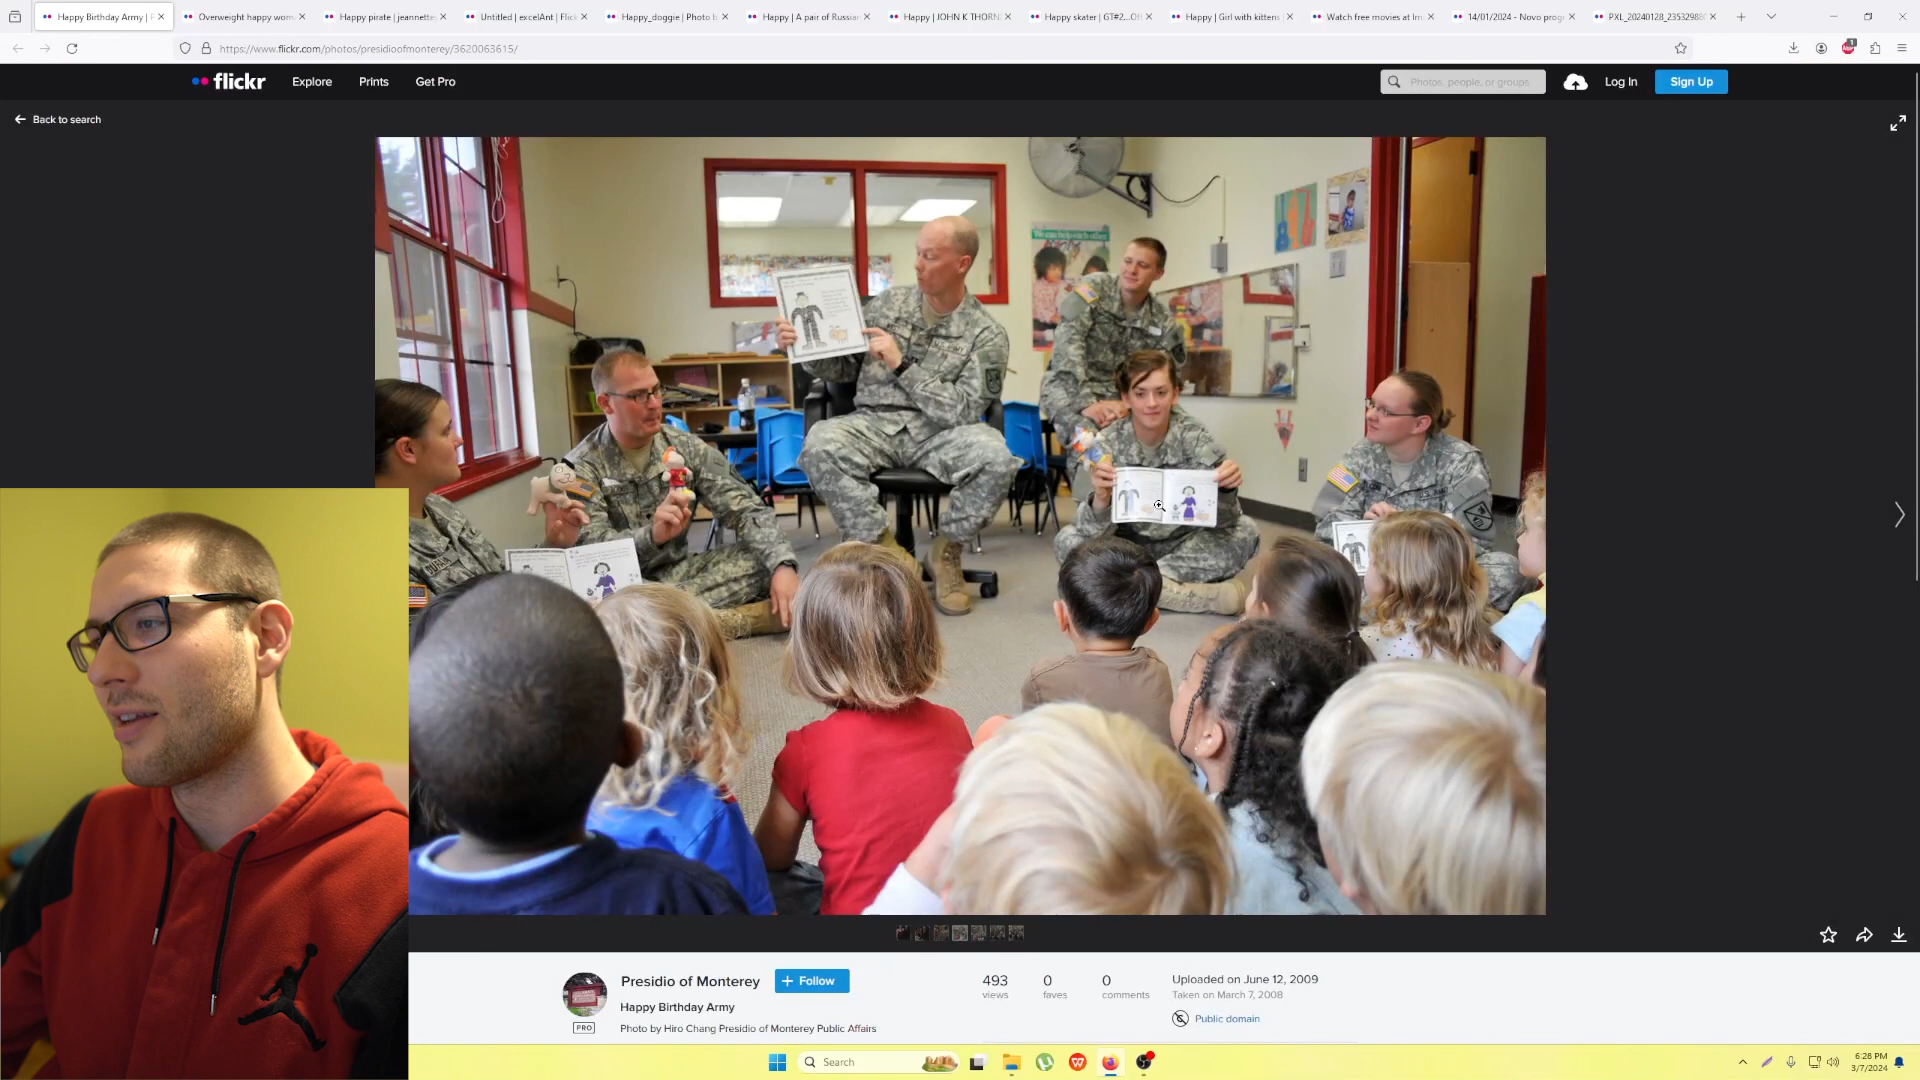 Happy Birthday Army | P
Overweight happy wom
Happy pirate | jeannette
Untitled | excelAnt | Flick
Happy_doggie | Photo b
Happy | A pair of Russian
Happy | JOHN K THORN
Happy skater | GT#2...Of
Happy | Girl with kittens
Watch free movies at Im
14/01/2024 - Novo prog
PXL_20240128_23532988
https://www.flickr.com/photos/presidioofmonterey/3620063615/
flickr
Explore
Prints
Get Pro
Photos, people, or groups
Log In
Sign Up
Back to search
Presidio of Monterey
+ Follow
PRO
Happy Birthday Army
Photo by Hiro Chang Presidio of Monterey Public Affairs
493
views
0
faves
0
comments
Uploaded on June 12, 2009
Taken on March 7, 2008
Public domain
Search
6:28 PM
3/7/2024